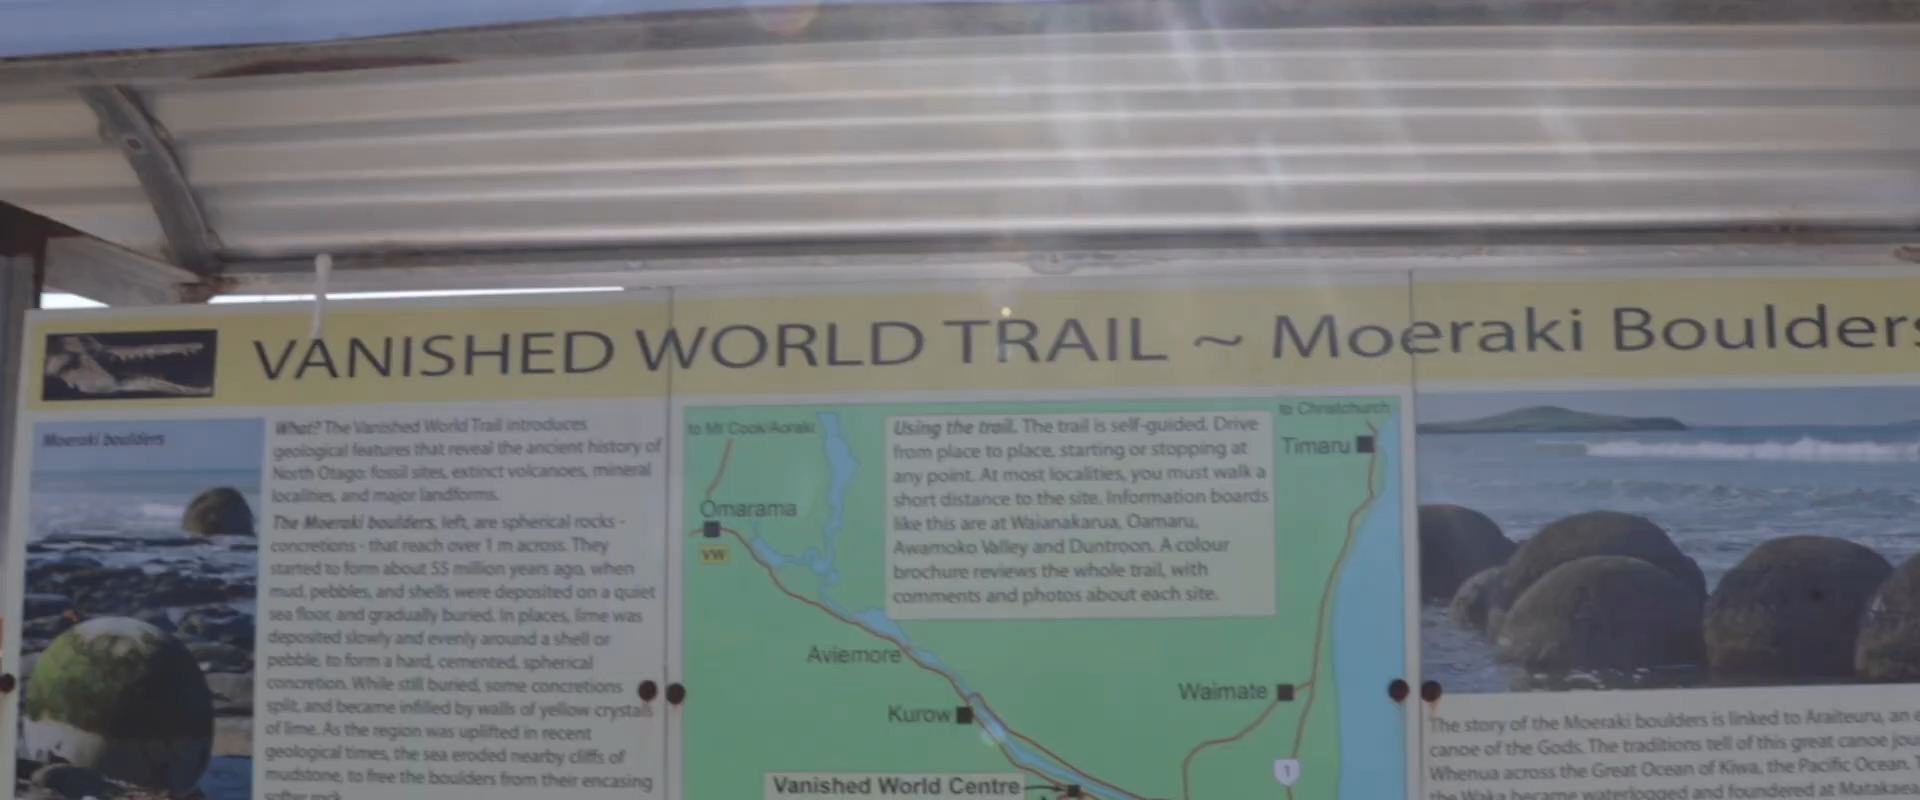 VANISHED WORLD TRAIL ~ Moeraki Boulders
Moeraki boulders
What? The Vanished World Trail introduces
geological features that reveal the ancient history of
North Otago: fossil sites, extinct volcanoes, mineral
localities, and major landforms.
The Moeraki boulders, left, are spherical rocks -
concretions - that reach over 1 m across. They
started to form about 55 million years ago, when
mud, pebbles, and shells were deposited on a quiet
sea floor, and gradually buried. In places, lime was
deposited slowly and evenly around a shell or
pebble, to form a hard, cemented, spherical
concretion. While still buried, some concretions
split, and became infilled by walls of yellow crystals
of lime. As the region was uplifted in recent
geological times, the sea eroded nearby cliffs of
mudstone, to free the boulders from their encasing
softer rock.
to Mt Cook/Aoraki
Omarama
VW
Using the trail. The trail is self-guided. Drive
from place to place, starting or stopping at
any point. At most localities, you must walk a
short distance to the site. Information boards
like this are at Waianakarua, Oamaru,
Awamoko Valley and Duntroon. A colour
brochure reviews the whole trail, with
comments and photos about each site.
to Christchurch
Timaru
Aviemore
Kurow
Waimate
1
Vanished World Centre
The story of the Moeraki boulders is linked to Araiteuru, an
canoe of the Gods. The traditions tell of this great canoe
Whenua across the Great Ocean of Kiwa, the Pacific Ocean.
the Waka became waterlogged and foundered at Matakaea